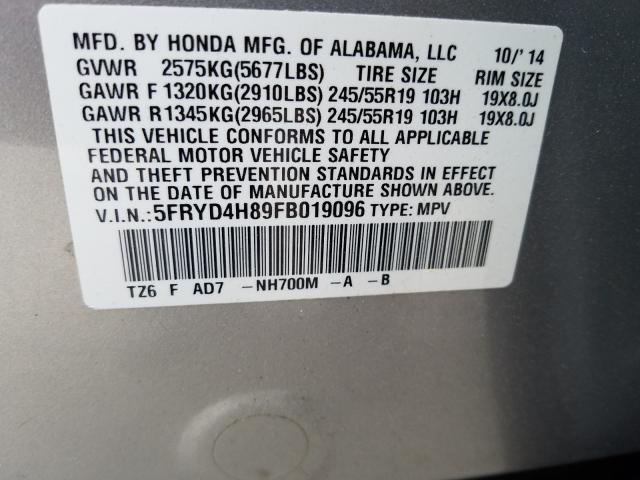 MFD. BY HONDA MFG. OF ALABAMA, LLC 10/' 14
GVWR 2575KG(5677LBS) TIRE SIZE RIM SIZE
GAWR F 1320KG(2910LBS) 245/55R19 103H 19X8.0J
GAWR R1345KG(2965LBS) 245/55R19 103H 19X8.0J
THIS VEHICLE CONFORMS TO ALL APPLICABLE
FEDERAL MOTOR VEHICLE SAFETY
AND THEFT PREVENTION STANDARDS IN EFFECT
ON THE DATE OF MANUFACTURE SHOWN ABOVE.
V.I.N.:5FRYD4H89FB019096 TYPE: MPV
TZ6 F AD7 -NH700M -A -B